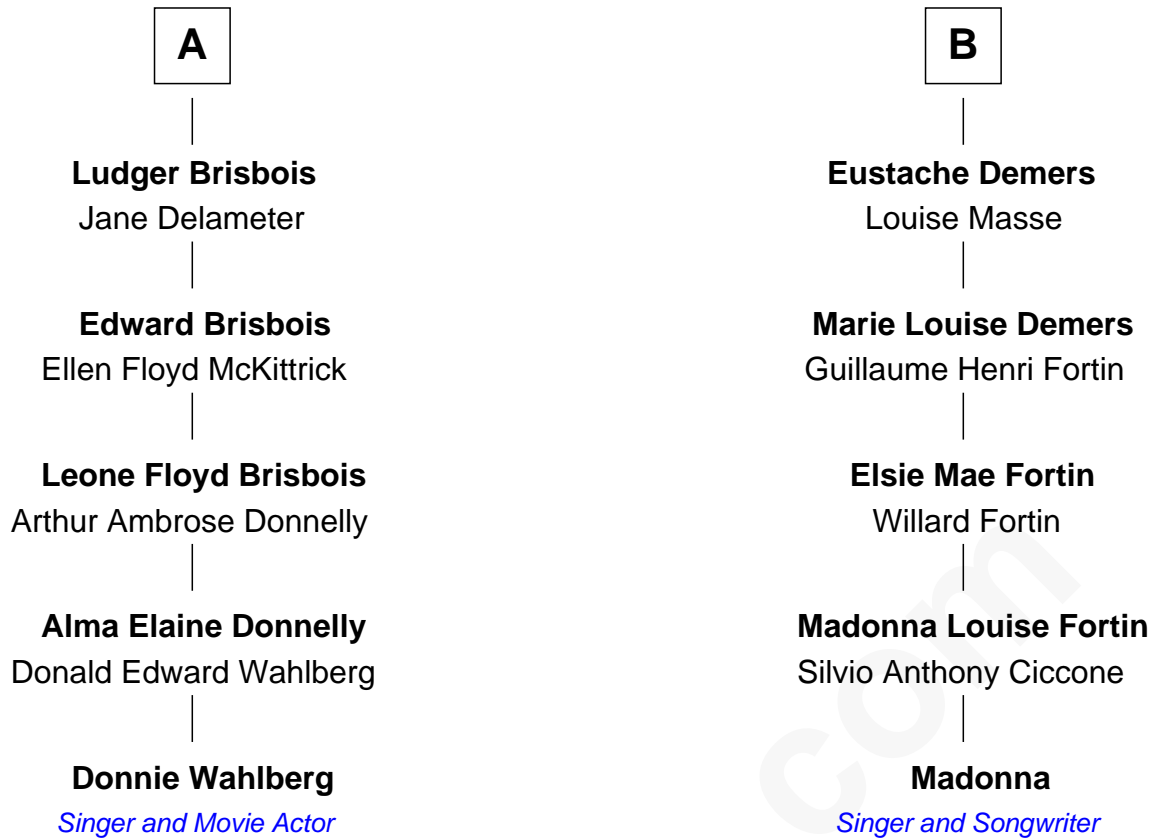 A
Ludger Brisbois
Jane Delameter
Edward Brisbois
Ellen Floyd McKittrick
Leone Floyd Brisbois
Arthur Ambrose Donnelly
Alma Elaine Donnelly
Donald Edward Wahlberg
Donnie Wahlberg
Singer and Movie Actor
B
Eustache Demers
Louise Masse
Marie Louise Demers
Guillaume Henri Fortin
Elsie Mae Fortin
Willard Fortin
Madonna Louise Fortin
Silvio Anthony Ciccone
Madonna
Singer and Songwriter
com